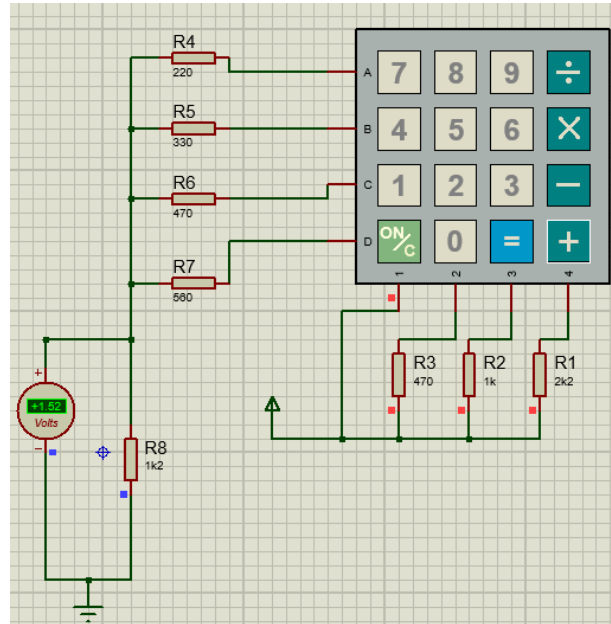 R4
220
A
7
8
9
÷
R5
330
B
4
5
6
×
R6
470
C
1
2
3
−
R7
560
D
ON/C
0
=
+
1
2
3
4
R3
470
R2
1k
R1
2k2
+
+1.52
Volts
−
R8
1k2